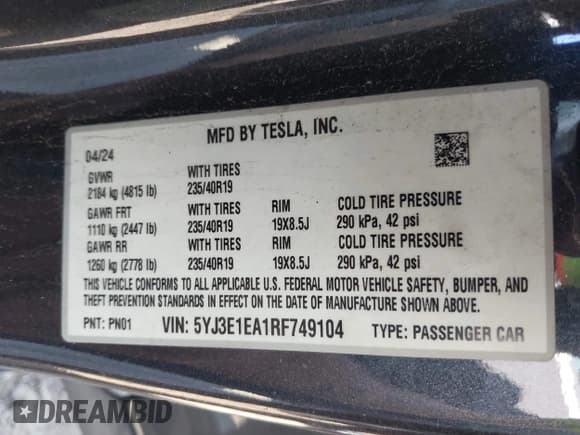 MFD BY TESLA, INC.
04/24
GVWR WITH TIRES
2184 kg (4815 lb) 235/40R19
GAWR FRT WITH TIRES RIM COLD TIRE PRESSURE
1110 kg (2447 lb) 235/40R19 19X8.5J 290 kPa, 42 psi
GAWR RR WITH TIRES RIM COLD TIRE PRESSURE
1260 kg (2778 lb) 235/40R19 19X8.5J 290 kPa, 42 psi
THIS VEHICLE CONFORMS TO ALL APPLICABLE U.S. FEDERAL MOTOR VEHICLE SAFETY, BUMPER, AND
THEFT PREVENTION STANDARDS IN EFFECT ON THE DATE OF MANUFACTURE SHOWN ABOVE.
PNT: PN01 VIN: 5YJ3E1EA1RF749104 TYPE: PASSENGER CAR
DREAMBID